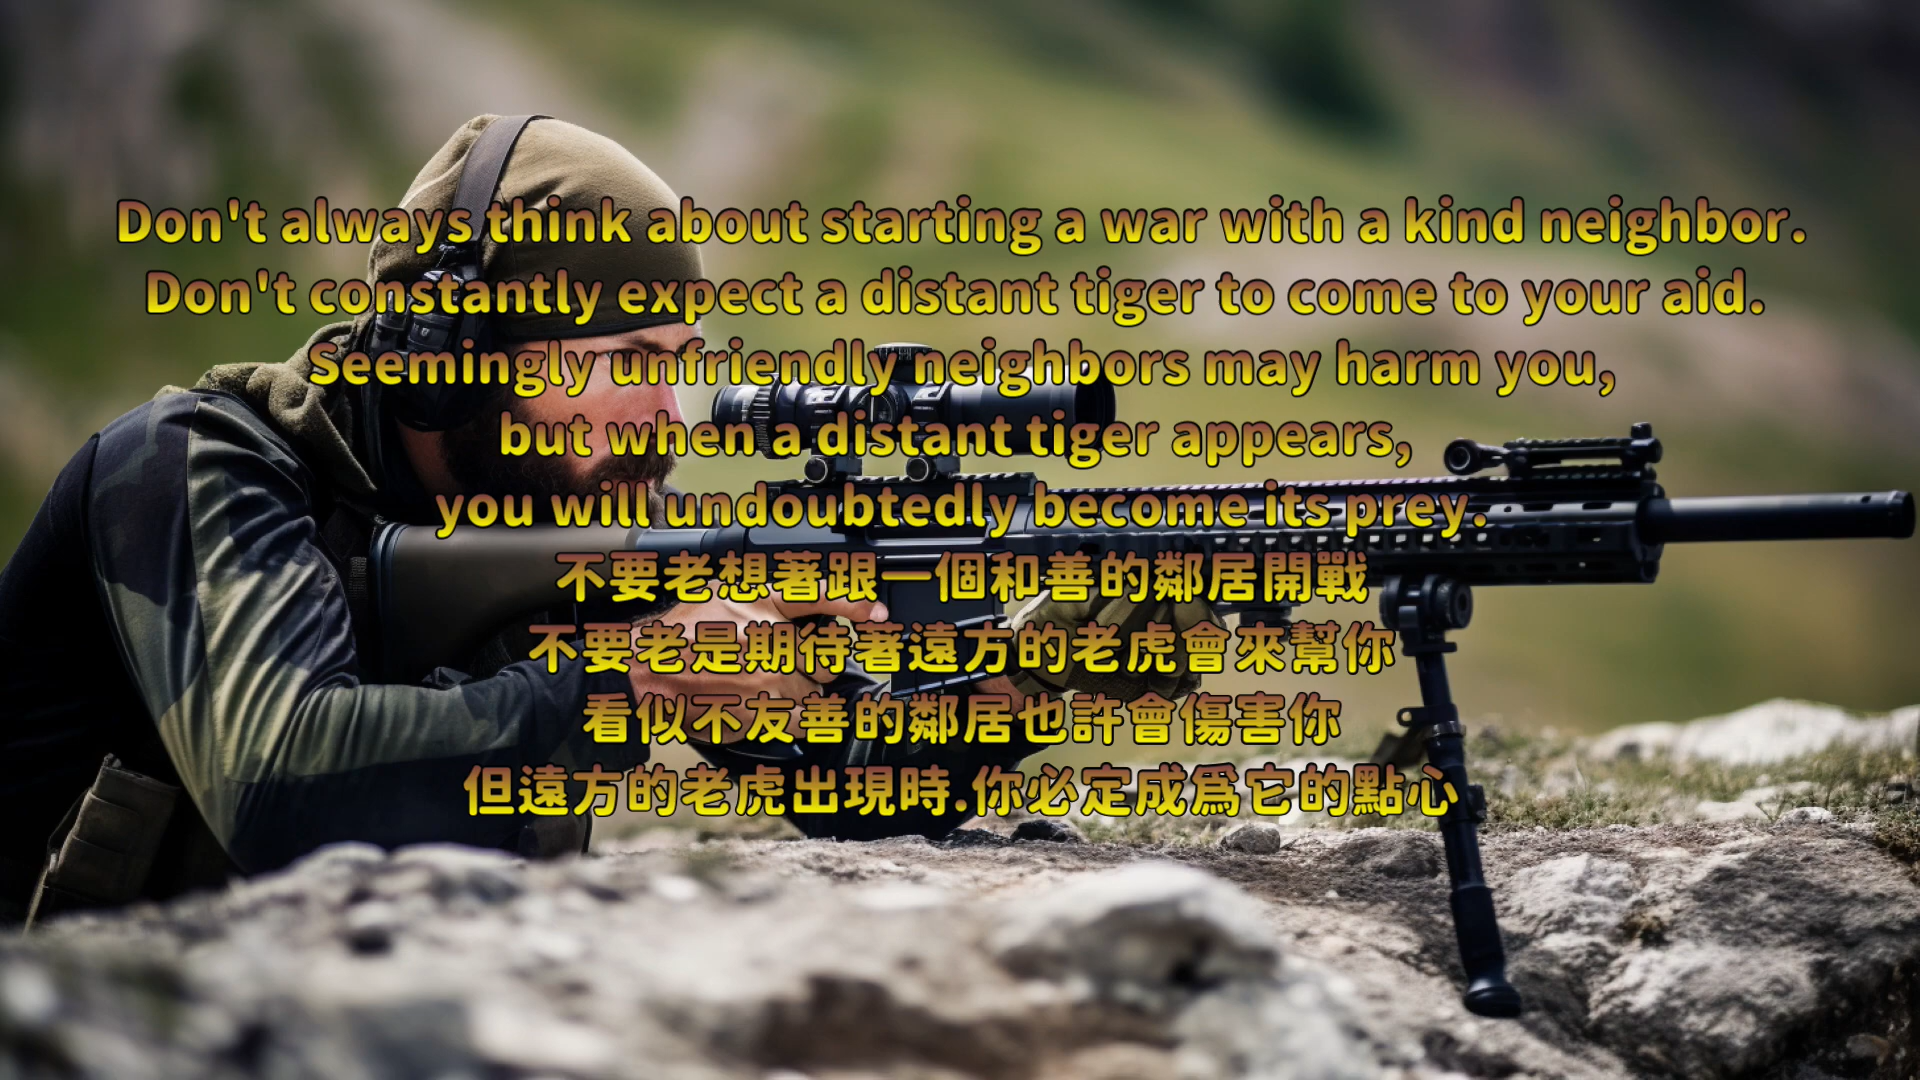 Don't always think about starting a war with a kind neighbor.
Don't constantly expect a distant tiger to come to your aid.
Seemingly unfriendly neighbors may harm you,
but when a distant tiger appears,
you will undoubtedly become its prey.
不要老想著跟一個和善的鄰居開戰
不要老是期待著遠方的老虎會來幫你
看似不友善的鄰居也許會傷害你
但遠方的老虎出現時.你必定成爲它的點心